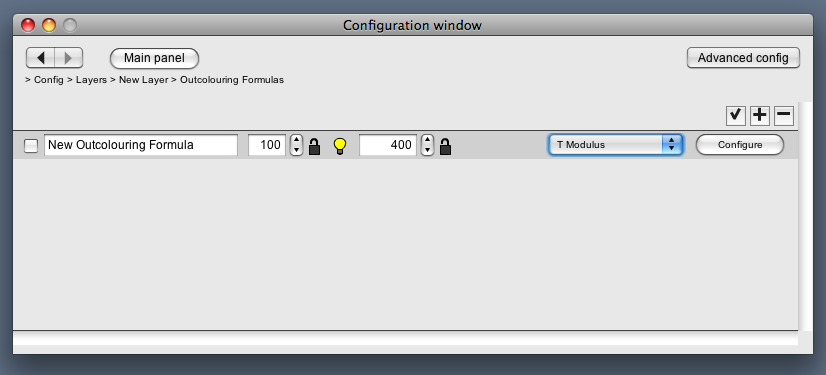 Configuration window
Main panel
Advanced config
> Config > Layers > New Layer > Outcolouring Formulas
New Outcolouring Formula 100 400 T Modulus Configure